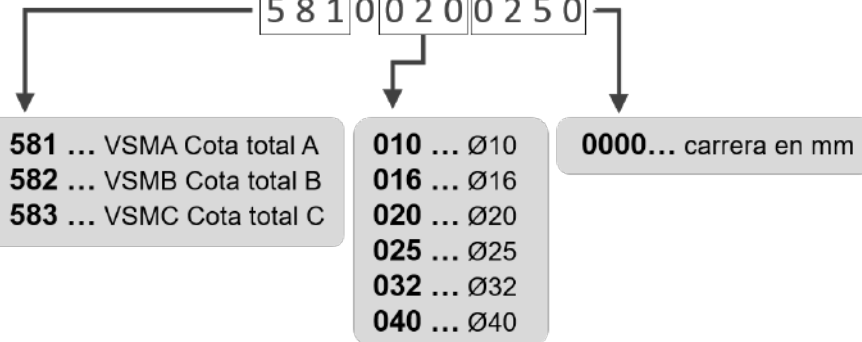 5 8 1 0 0 2 0 0 2 5 0
581 ... VSMA Cota total A
582 ... VSMB Cota total B
583 ... VSMC Cota total C
010 ... Ø10
016 ... Ø16
020 ... Ø20
025 ... Ø25
032 ... Ø32
040 ... Ø40
0000... carrera en mm